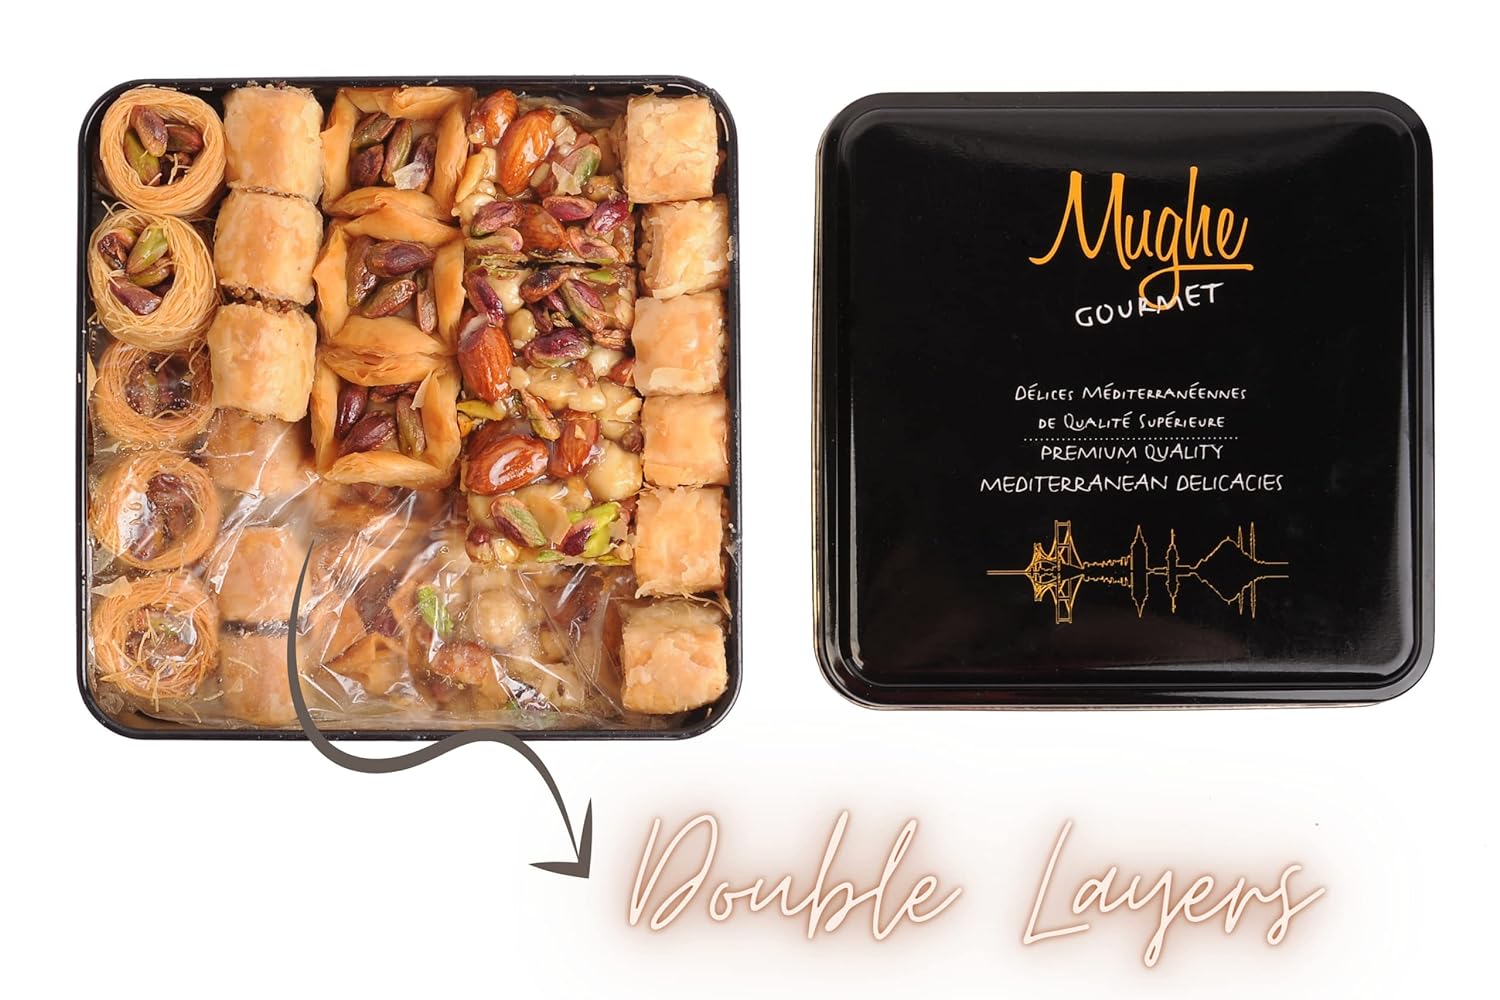 Mughe
GOURMET
DÉLICES MÉDITERRANÉENNES
DE QUALITÉ SUPÉRIEURE
PREMIUM QUALITY
MEDITERRANEAN DELICACIES
Double Layers